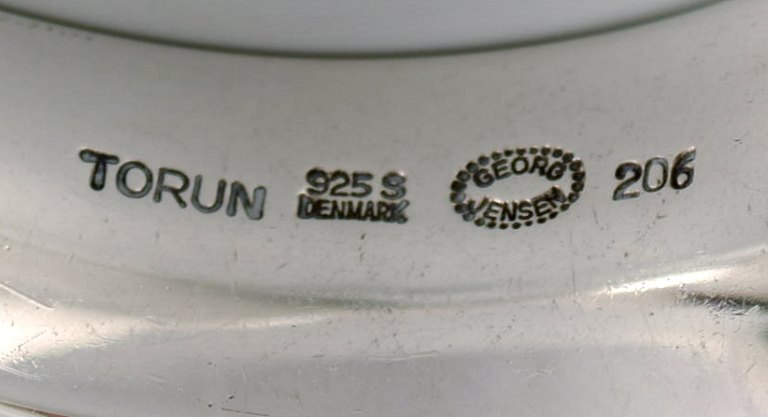 TORUN
925 S
DENMARK
GEORG
JENSEN
206